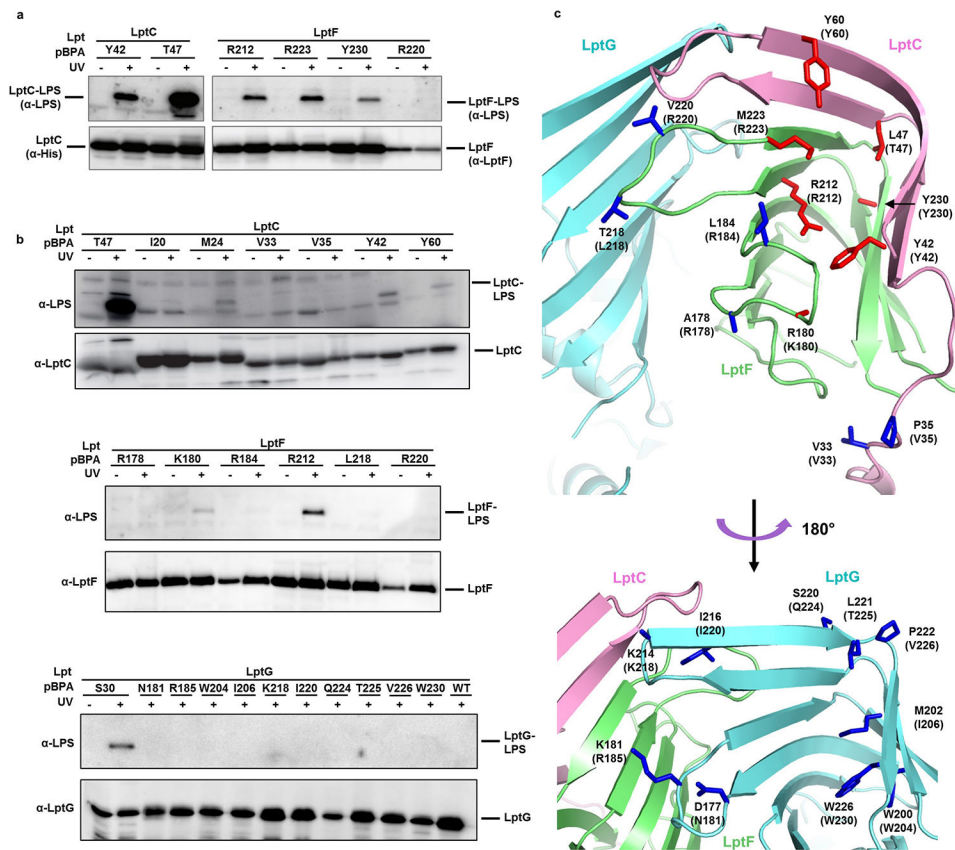 a
Lpt LptC LptF
pBPA Y42 T47 R212 R223 Y230 R220
UV - + - + - + - + - + - +
LptC-LPS
(α-LPS)
LptF-LPS
(α-LPS)
LptC
(α-His)
LptF
(α-LptF)
b
Lpt LptC
pBPA T47 I20 M24 V33 V35 Y42 Y60
UV - + - + - + - + - + - + - +
α-LPS
LptC-
LPS
α-LptC
LptC
Lpt LptF
pBPA R178 K180 R184 R212 L218 R220
UV - + - + - + - + - + - +
α-LPS
LptF-
LPS
α-LptF
LptF
Lpt LptG
pBPA S30 N181 R185 W204 I206 K218 I220 Q224 T225 V226 W230 WT
UV - + + + + + + + + + + + +
α-LPS
LptG-
LPS
α-LptG
LptG
c
LptG
Y60
(Y60)
LptC
V220
(R220)
M223
(R223)
L47
(T47)
R212
(R212)
Y230
(Y230)
T218
(L218)
L184
(R184)
Y42
(Y42)
A178
(R178)
R180
(K180)
LptF
P35
(V35)
V33
(V33)
180°
LptC
LptG
S220
(Q224)
L221
(T225)
I216
(I220)
P222
(V226)
K214
(K218)
M202
(I206)
K181
(R185)
D177
(N181)
W226
(W230)
W200
(W204)
LptF